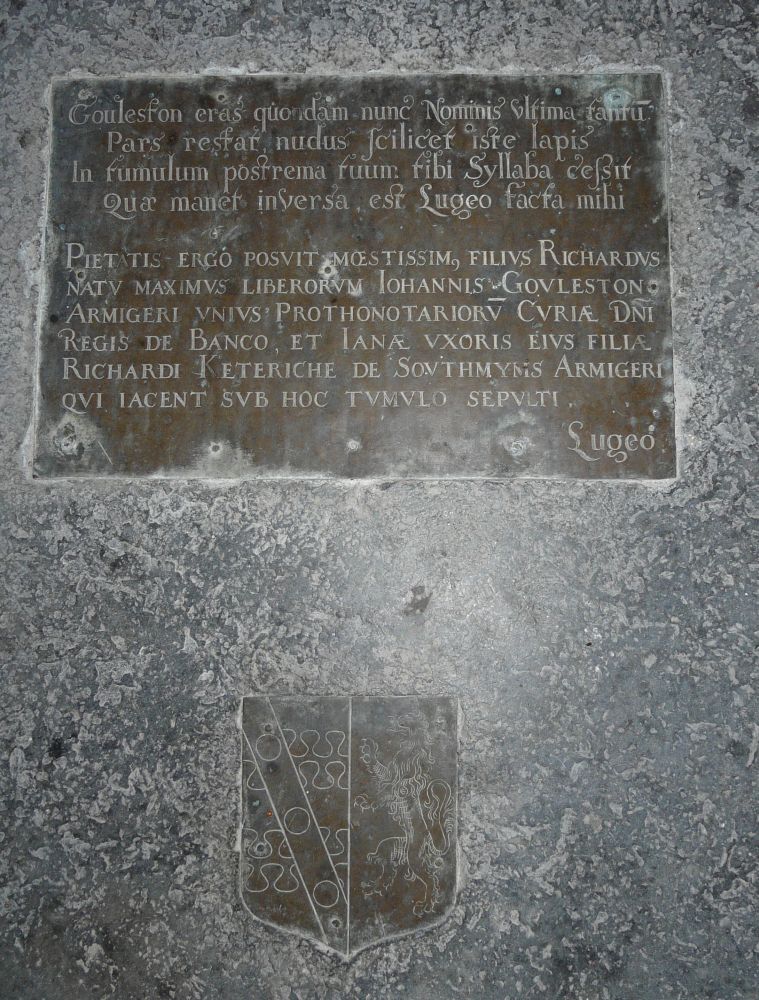 Gouleston eras quondam nunc Nominis vltima tantū
Pars restat, nudus scilicet iste lapis
In tumulum postrema tuum tibi Syllaba cessit
Quæ manet inversa, est Lugeo facta mihi
PIETATIS ERGO POSVIT MŒSTISSIM, FILIVS RICHARDVS
NATV MAXIMVS LIBERORVM IOHANNIS GOVLESTON
ARMIGERI VNIVS PROTHONOTARIORV̄ CVRIÆ DN̄I
REGIS DE BANCO, ET IANÆ VXORIS EIVS FILIÆ
RICHARDI KETERICHE DE SOVTHMYMS ARMIGERI
QVI IACENT SVB HOC TVMVLO SEPVLTI.
Lugeo